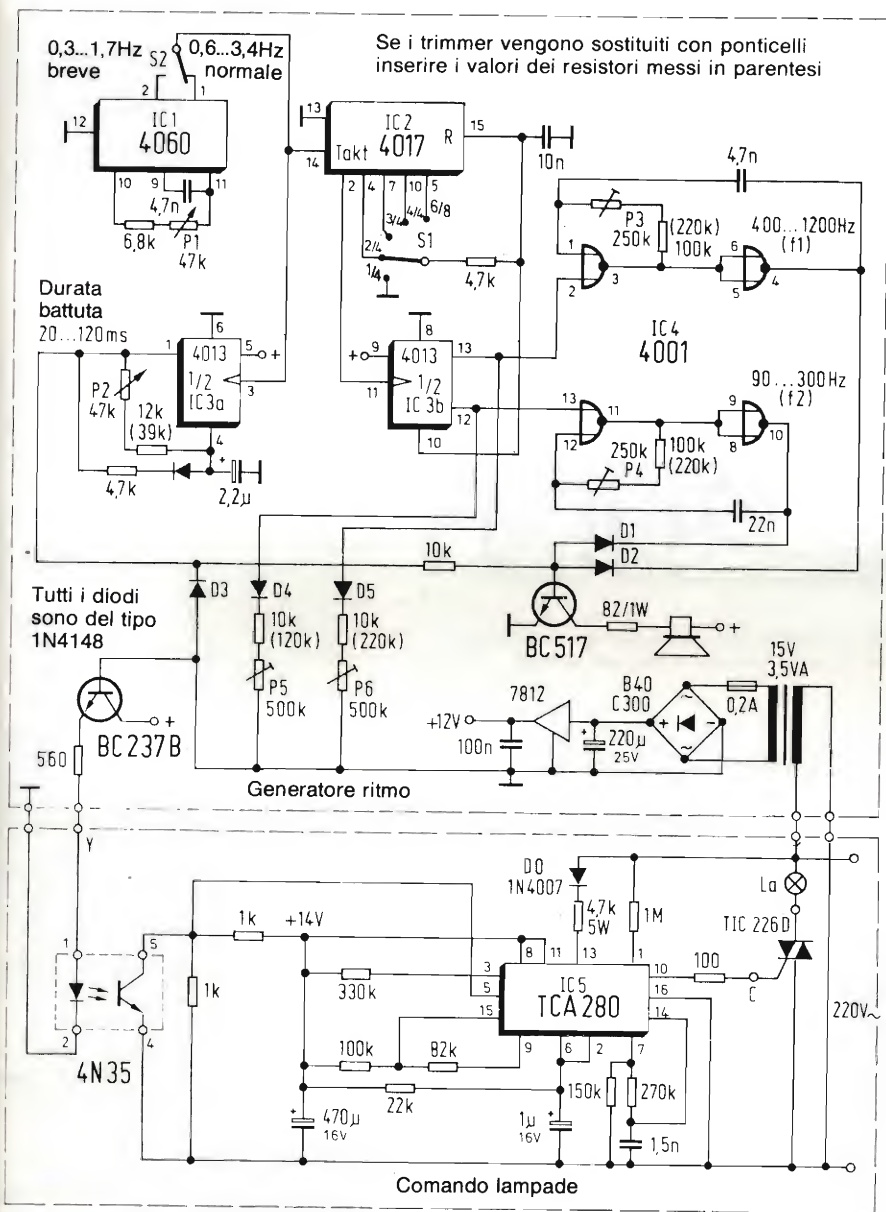 0,3...1,7Hz
breve
S2
0,6...3,4Hz
normale
Se i trimmer vengono sostituiti con ponticelli
inserire i valori dei resistori messi in parentesi
2
1
12
IC1
4060
10
9
11
4,7n
6,8k
P1
47k
13
14
Takt
IC2
4017
R
15
2
4
7
10
5
10n
2/4
3/4
4/4
6/8
1/4
S1
4,7k
4,7n
P3
250k
(220k)
100k
1
2
3
6
5
4
400...1200Hz
(f1)
IC4
4001
Durata
battuta
20...120ms
1
6
4013
5
+
1/2
IC3a
3
4
P2
47k
12k
(39k)
4,7k
+
2,2µ
+
9
8
4013
13
11
1/2
IC3b
12
10
90...300Hz
(f2)
13
12
11
9
8
10
250k
P4
100k
(220k)
22n
10k
D1
D2
D3
D4
D5
Tutti i diodi
sono del tipo
1N4148
10k
(120k)
10k
(220k)
P5
500k
P6
500k
BC517
82/1W
+
BC237B
+
560
+12V
7812
100n
+
220µ
25V
B40
C300
~
+
-
~
0,2A
15V
3,5VA
Generatore ritmo
Y
D0
1N4007
4,7k
5W
1M
La
TIC 226D
1k
+14V
1
5
2
4
4N35
1k
330k
8
11
13
1
3
5
15
IC5
TCA280
10
16
14
9
6
2
7
100
C
220V~
100k
82k
22k
150k
270k
+
470µ
16V
+
1µ
16V
1,5n
Comando lampade